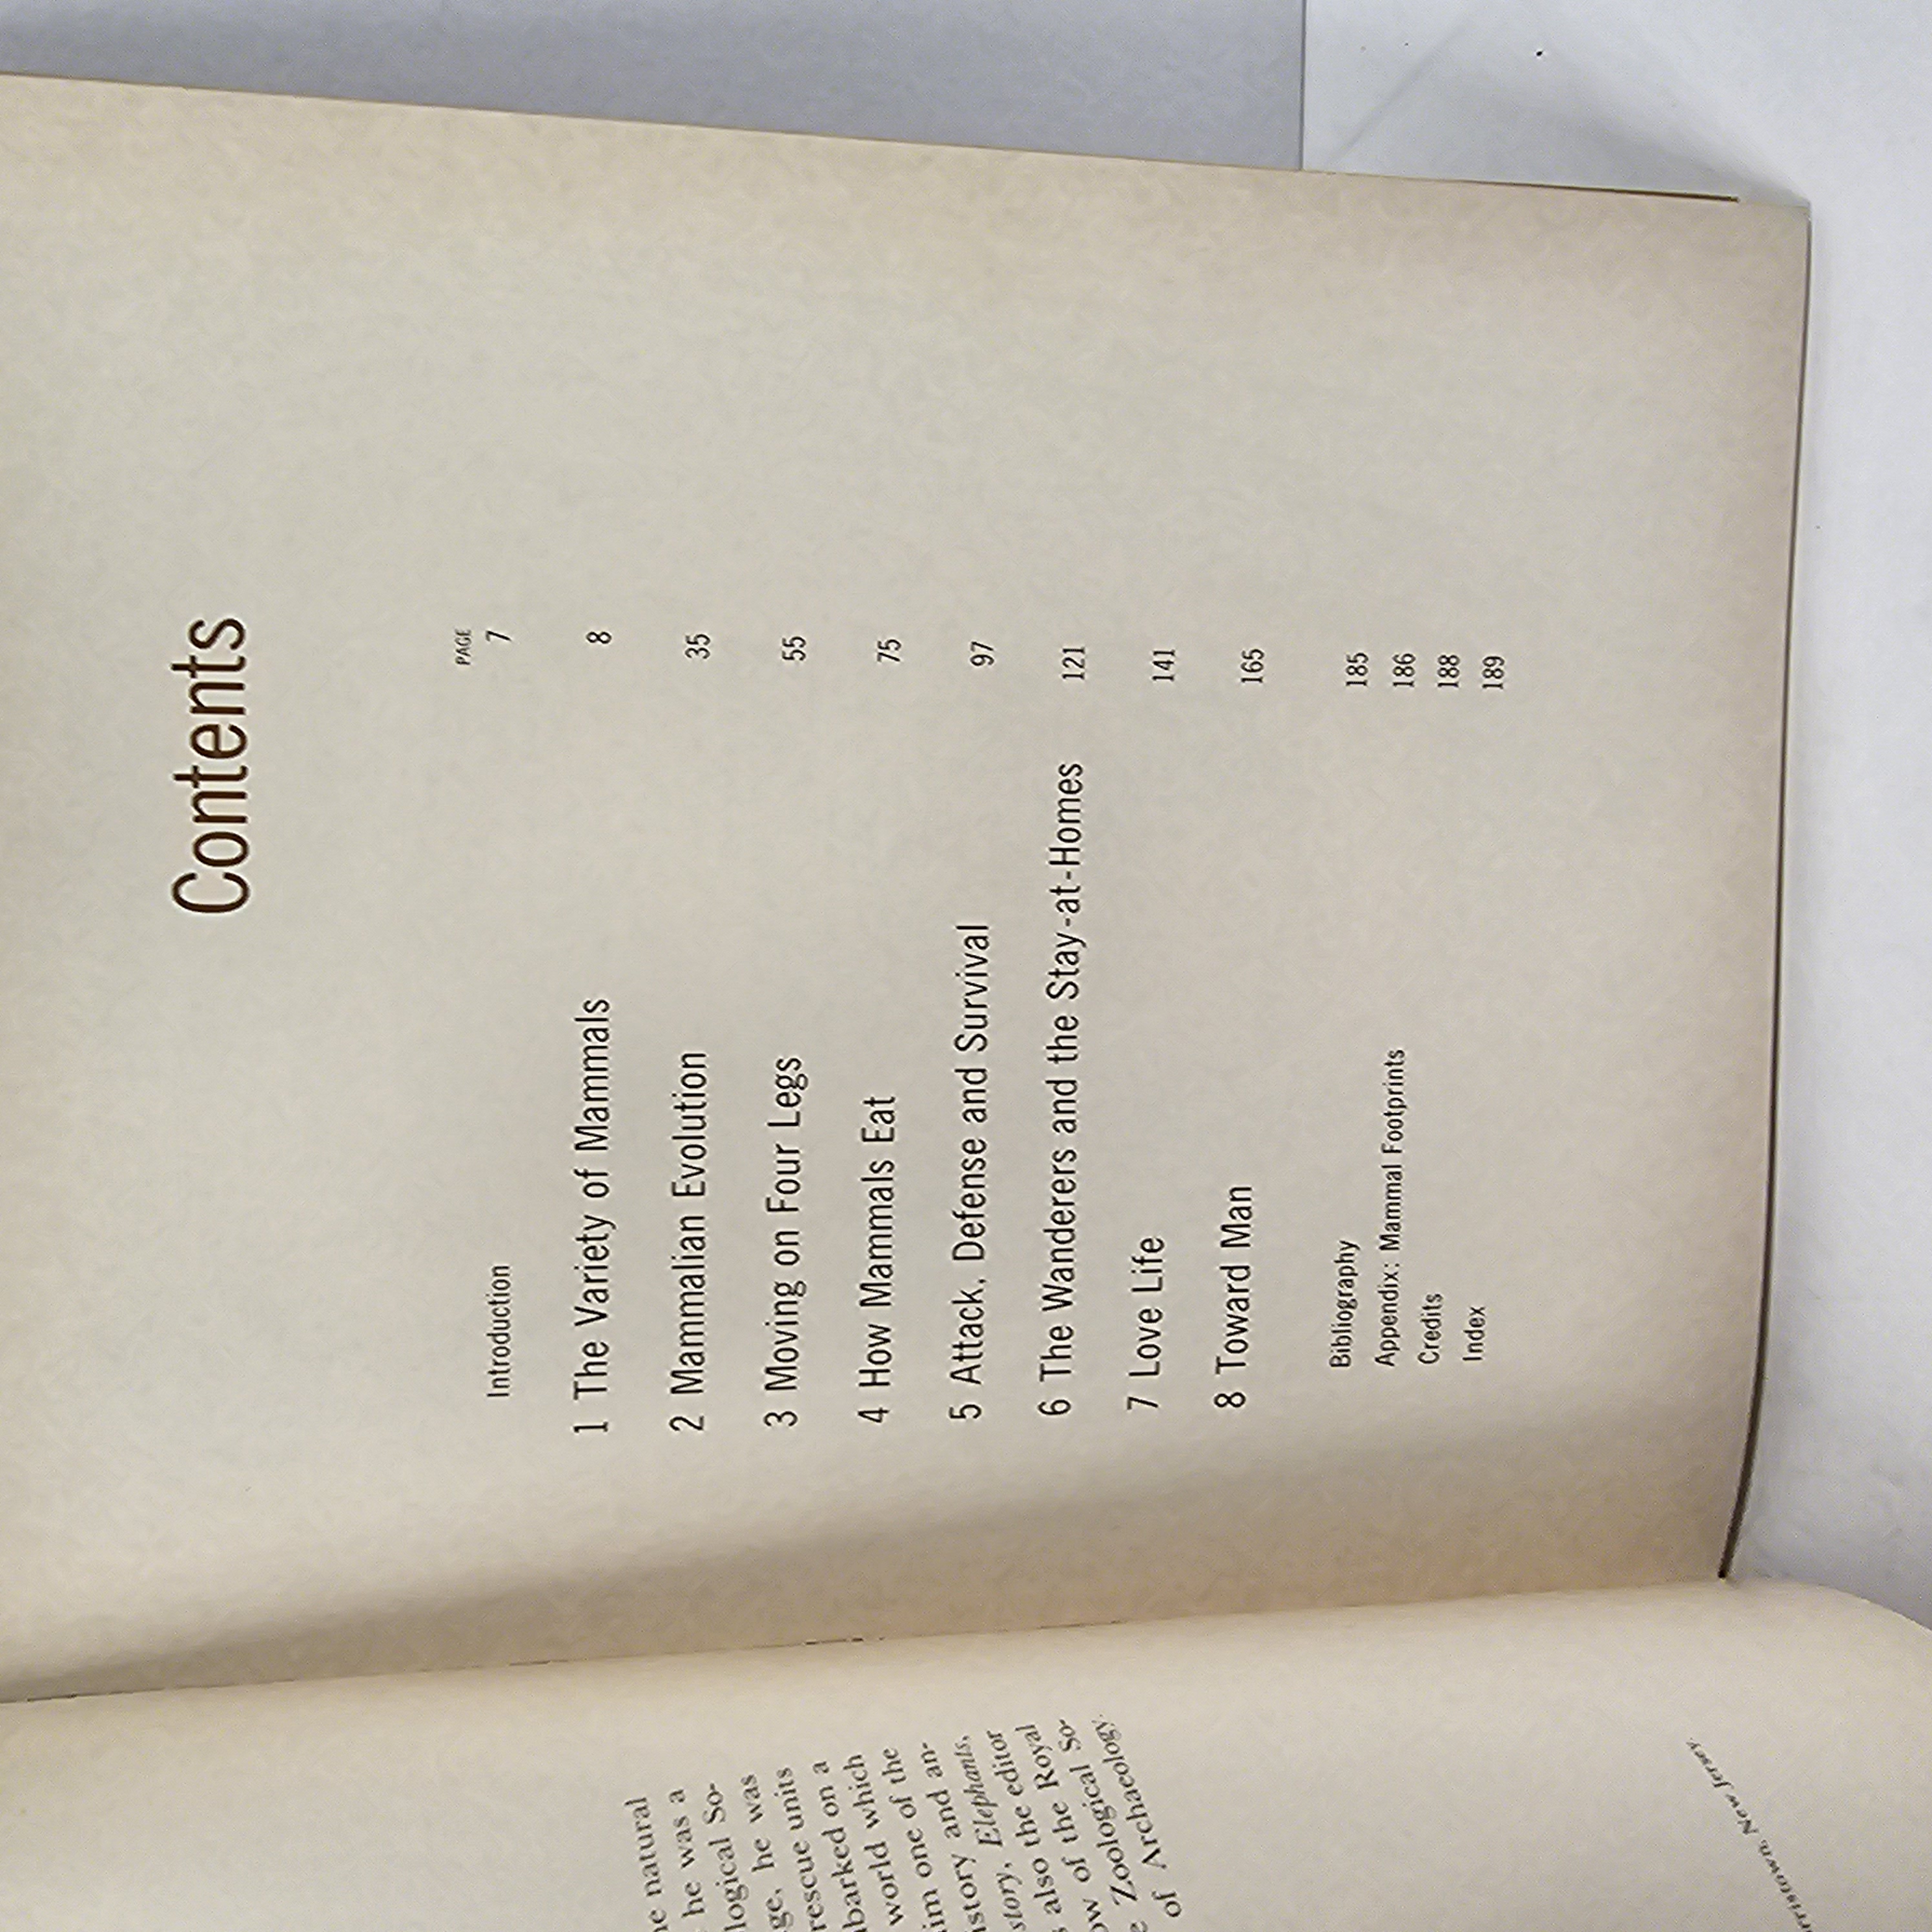 natural
he was a
logical So-
he was
rescue units
barked on a
world which
one of the
istory and an-
story, Elephants,
also the editor
of the Royal
Zoological So-
of Archaeology.
rristown, New Jersey.
Contents
PAGE
Introduction 7
1 The Variety of Mammals 8
2 Mammalian Evolution 35
3 Moving on Four Legs 55
4 How Mammals Eat 75
5 Attack, Defense and Survival 97
6 The Wanderers and the Stay-at-Homes 121
7 Love Life 141
8 Toward Man 165
Bibliography 185
Appendix: Mammal Footprints 186
Credits 188
Index 189